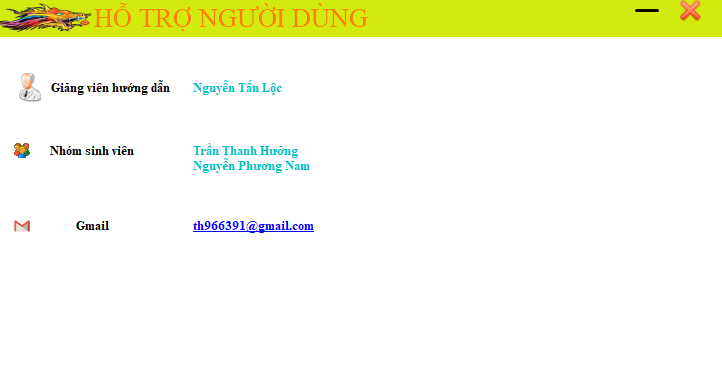 HỖ TRỢ NGƯỜI DÙNG
Giảng viên hướng dẫn Nguyễn Tấn Lộc
Nhóm sinh viên Trần Thanh Hướng
Nguyễn Phương Nam
Gmail th966391@gmail.com